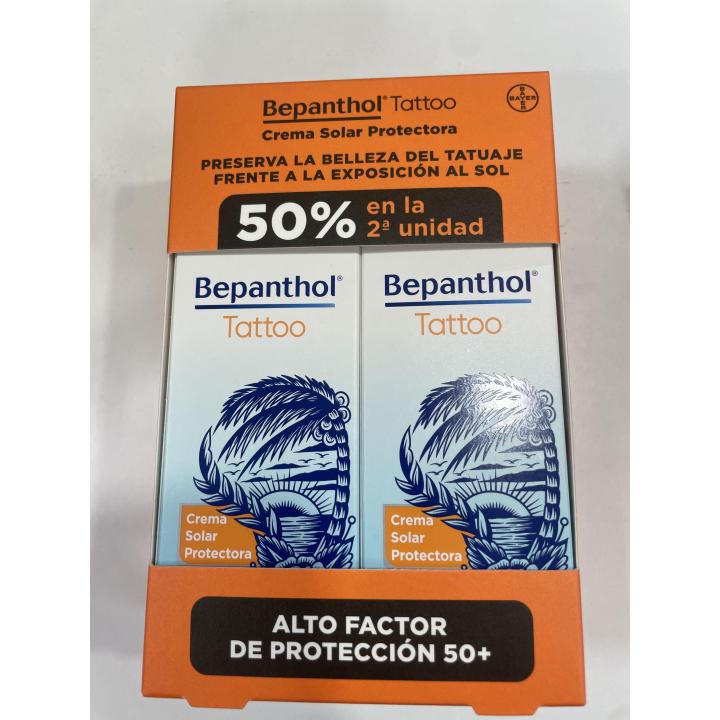 Bepanthol® Tattoo
BAYER
BAYER
Crema Solar Protectora
PRESERVA LA BELLEZA DEL TATUAJE
FRENTE A LA EXPOSICIÓN AL SOL
50% en la
2ª unidad
Bepanthol®
Tattoo
Crema
Solar
Protectora
Bepanthol®
Tattoo
Crema
Solar
Protectora
ALTO FACTOR
DE PROTECCIÓN 50+